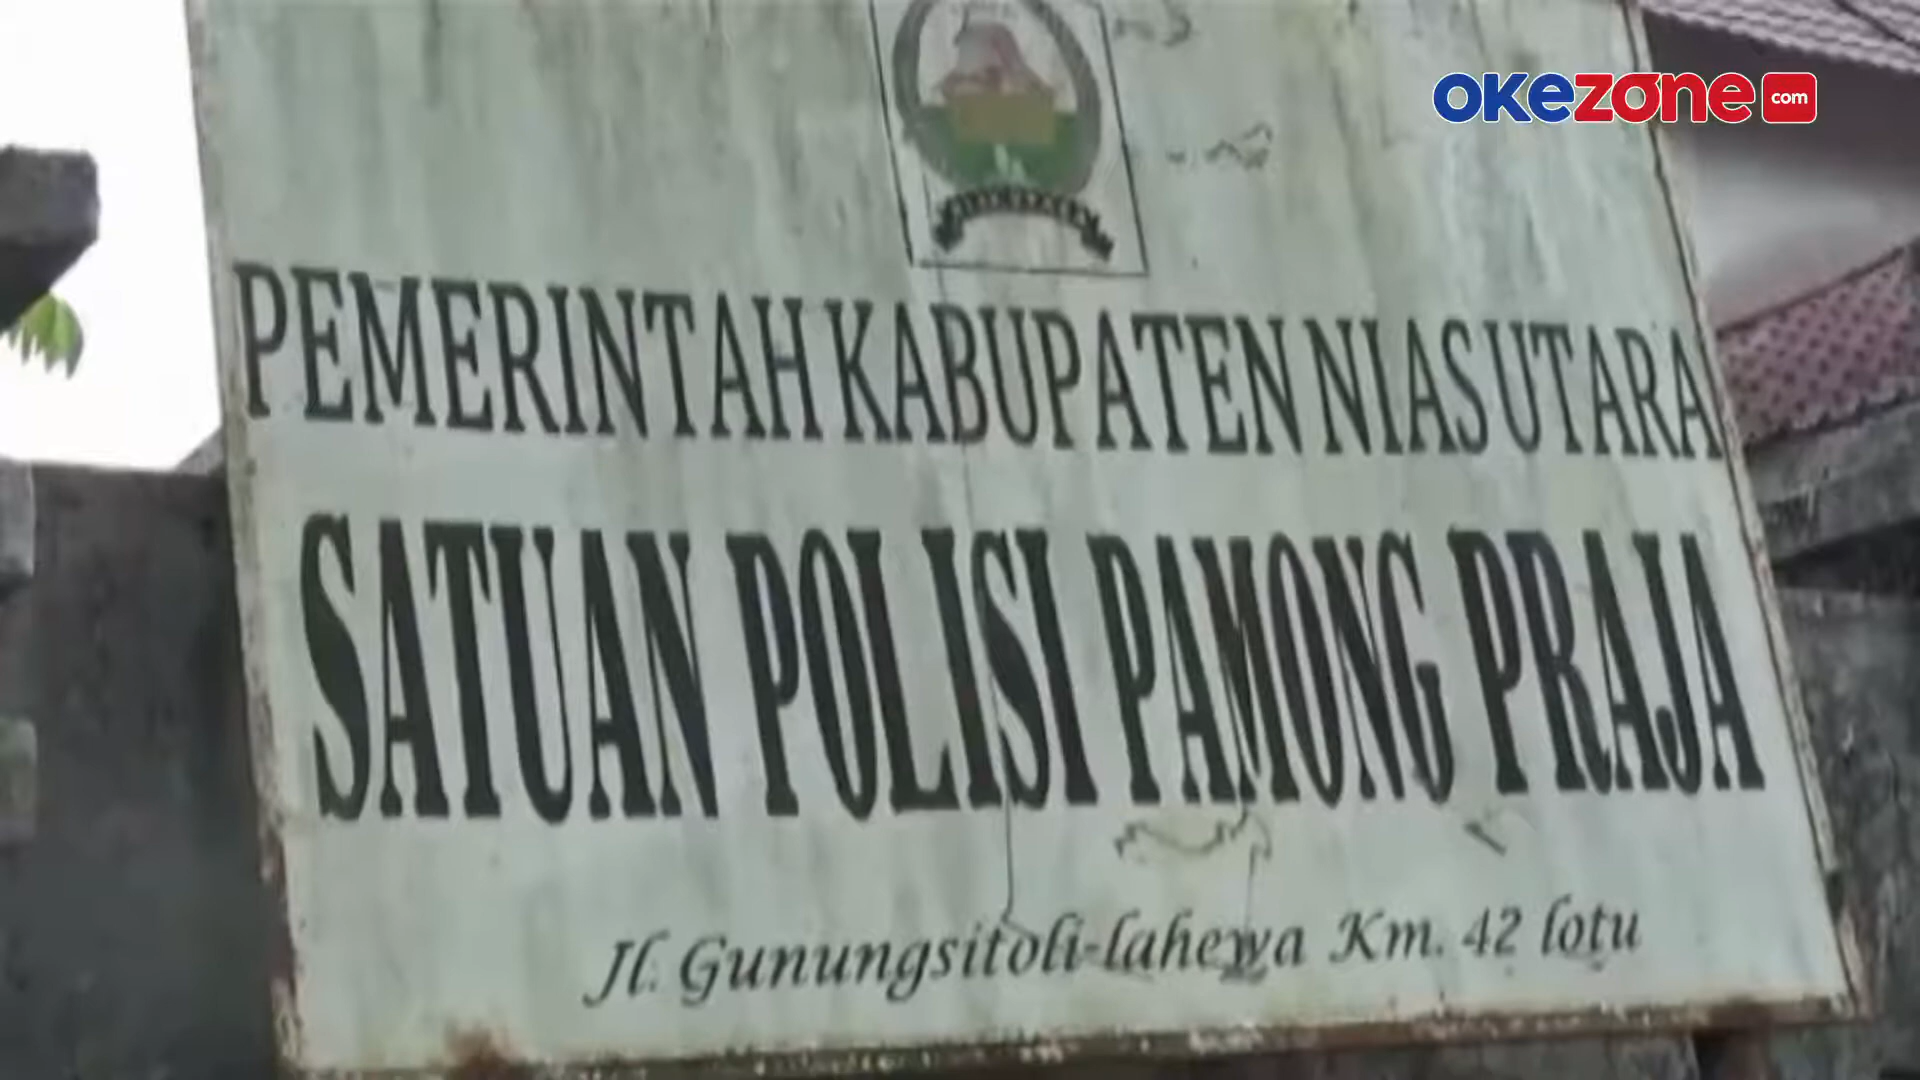 OKEZONE com
PEMERINTAH KABUPATEN NIAS UTARA
SATUAN POLISI PAMONG PRAJA
Jl. Gunungsitoli-lahewa Km. 42 lotu